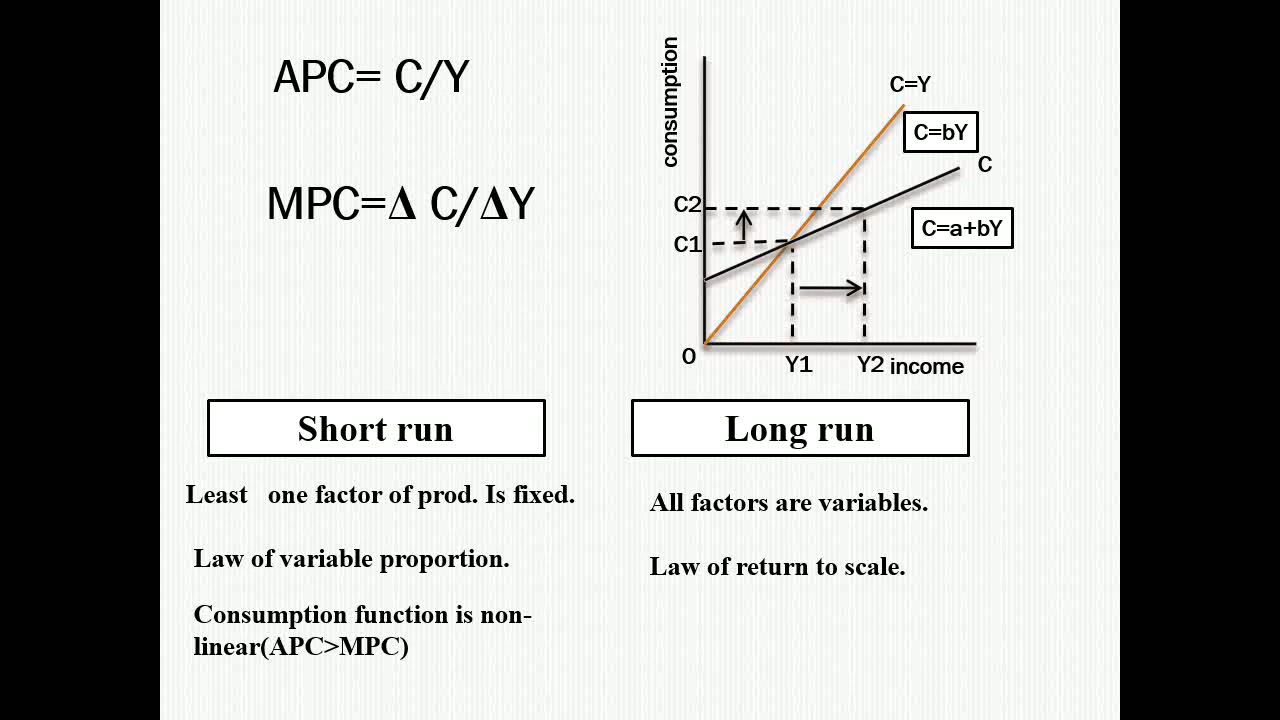 APC= C/Y
MPC=Δ C/ΔY
consumption
C=Y
C=bY
C
C2
C1
C=a+bY
0
Y1
Y2
income
Short run
Least one factor of prod. Is fixed.
Law of variable proportion.
Consumption function is non-
linear(APC>MPC)
Long run
All factors are variables.
Law of return to scale.